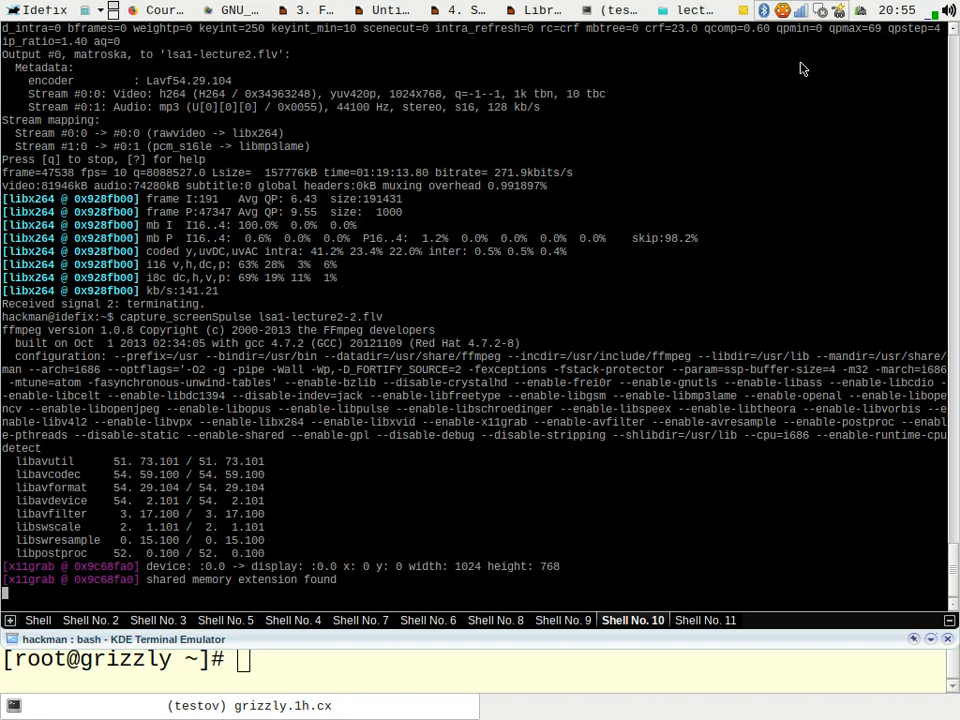 Idefix Cour... GNU_... 3. F... Unti... 4. S... Libr... (tes... lect... 20:55
d_intra=0 bframes=0 weightp=0 keyint=250 keyint_min=10 scenecut=0 intra_refresh=0 rc=crf mbtree=0 crf=23.0 qcomp=0.60 qpmin=0 qpmax=69 qpstep=4
ip_ratio=1.40 aq=0
Output #0, matroska, to 'lsa1-lecture2.flv':
Metadata:
encoder : Lavf54.29.104
Stream #0:0: Video: h264 (H264 / 0x34363248), yuv420p, 1024x768, q=-1--1, 1k tbn, 10 tbc
Stream #0:1: Audio: mp3 (U[0][0][0] / 0x0055), 44100 Hz, stereo, s16, 128 kb/s
Stream mapping:
Stream #0:0 -> #0:0 (rawvideo -> libx264)
Stream #1:0 -> #0:1 (pcm_s16le -> libmp3lame)
Press [q] to stop, [?] for help
frame=47538 fps= 10 q=8088527.0 Lsize= 157776kB time=01:19:13.80 bitrate= 271.9kbits/s
video:81946kB audio:74280kB subtitle:0 global headers:0kB muxing overhead 0.991897%
[libx264 @ 0x928fb00] frame I:191 Avg QP: 6.43 size:191431
[libx264 @ 0x928fb00] frame P:47347 Avg QP: 9.55 size: 1000
[libx264 @ 0x928fb00] mb I I16..4: 100.0% 0.0% 0.0%
[libx264 @ 0x928fb00] mb P I16..4: 0.6% 0.0% 0.0% P16..4: 1.2% 0.0% 0.0% 0.0% 0.0% skip:98.2%
[libx264 @ 0x928fb00] coded y,uvDC,uvAC intra: 41.2% 23.4% 22.0% inter: 0.5% 0.5% 0.4%
[libx264 @ 0x928fb00] i16 v,h,dc,p: 63% 28% 3% 6%
[libx264 @ 0x928fb00] i8c dc,h,v,p: 69% 19% 11% 1%
[libx264 @ 0x928fb00] kb/s:141.21
Received signal 2: terminating.
hackman@idefix:~$ capture_screenSpulse lsa1-lecture2-2.flv
ffmpeg version 1.0.8 Copyright (c) 2000-2013 the FFmpeg developers
built on Oct 1 2013 02:34:05 with gcc 4.7.2 (GCC) 20121109 (Red Hat 4.7.2-8)
configuration: --prefix=/usr --bindir=/usr/bin --datadir=/usr/share/ffmpeg --incdir=/usr/include/ffmpeg --libdir=/usr/lib --mandir=/usr/share/
man --arch=i686 --optflags='-O2 -g -pipe -Wall -Wp,-D_FORTIFY_SOURCE=2 -fexceptions -fstack-protector --param=ssp-buffer-size=4 -m32 -march=i686
-mtune=atom -fasynchronous-unwind-tables' --enable-bzlib --disable-crystalhd --enable-frei0r --enable-gnutls --enable-libass --enable-libcdio -
-enable-libcelt --enable-libdc1394 --disable-indev=jack --enable-libfreetype --enable-libgsm --enable-libmp3lame --enable-openal --enable-libope
ncv --enable-libopenjpeg --enable-libopus --enable-libpulse --enable-libschroedinger --enable-libspeex --enable-libtheora --enable-libvorbis --e
nable-libv4l2 --enable-libvpx --enable-libx264 --enable-libxvid --enable-x11grab --enable-avfilter --enable-avresample --enable-postproc --enabl
e-pthreads --disable-static --enable-shared --enable-gpl --disable-debug --disable-stripping --shlibdir=/usr/lib --cpu=i686 --enable-runtime-cpu
detect
libavutil 51. 73.101 / 51. 73.101
libavcodec 54. 59.100 / 54. 59.100
libavformat 54. 29.104 / 54. 29.104
libavdevice 54. 2.101 / 54. 2.101
libavfilter 3. 17.100 / 3. 17.100
libswscale 2. 1.101 / 2. 1.101
libswresample 0. 15.100 / 0. 15.100
libpostproc 52. 0.100 / 52. 0.100
[x11grab @ 0x9c68fa0] device: :0.0 -> display: :0.0 x: 0 y: 0 width: 1024 height: 768
[x11grab @ 0x9c68fa0] shared memory extension found
Shell Shell No. 2 Shell No. 3 Shell No. 5 Shell No. 4 Shell No. 7 Shell No. 6 Shell No. 8 Shell No. 9 Shell No. 10 Shell No. 11
hackman : bash - KDE Terminal Emulator
[root@grizzly ~]#
(testov) grizzly.1h.cx